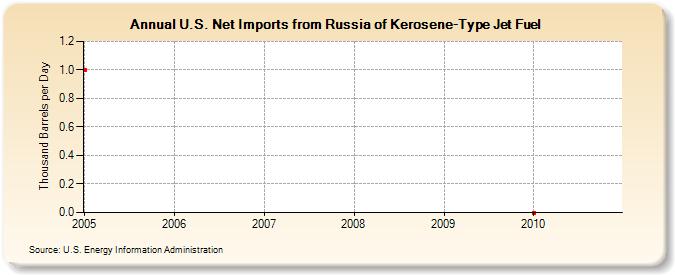 Annual U.S. Net Imports from Russia of Kerosene-Type Jet Fuel
Thousand Barrels per Day
1.2
1.0
0.8
0.6
0.4
0.2
0.0
2005 2006 2007 2008 2009 2010
Source: U.S. Energy Information Administration